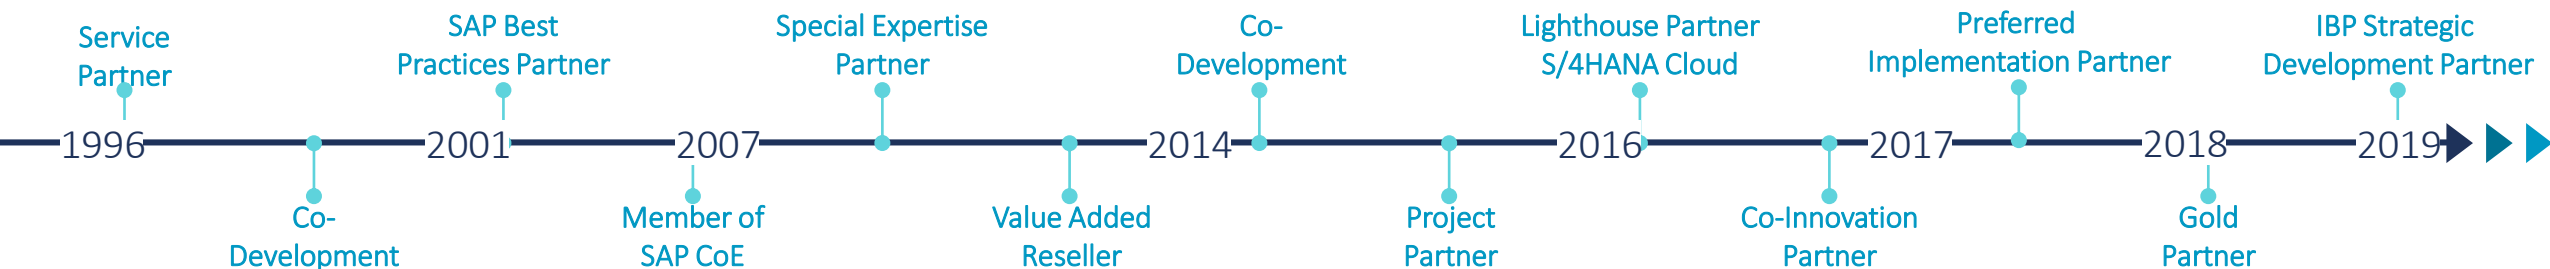 Service
Partner
SAP Best
Practices Partner
Special Expertise
Partner
Co-
Development
Lighthouse Partner
S/4HANA Cloud
Preferred
Implementation Partner
IBP Strategic
Development Partner
1996
2001
2007
2014
2016
2017
2018
2019
Co-
Development
Member of
SAP CoE
Value Added
Reseller
Project
Partner
Co-Innovation
Partner
Gold
Partner